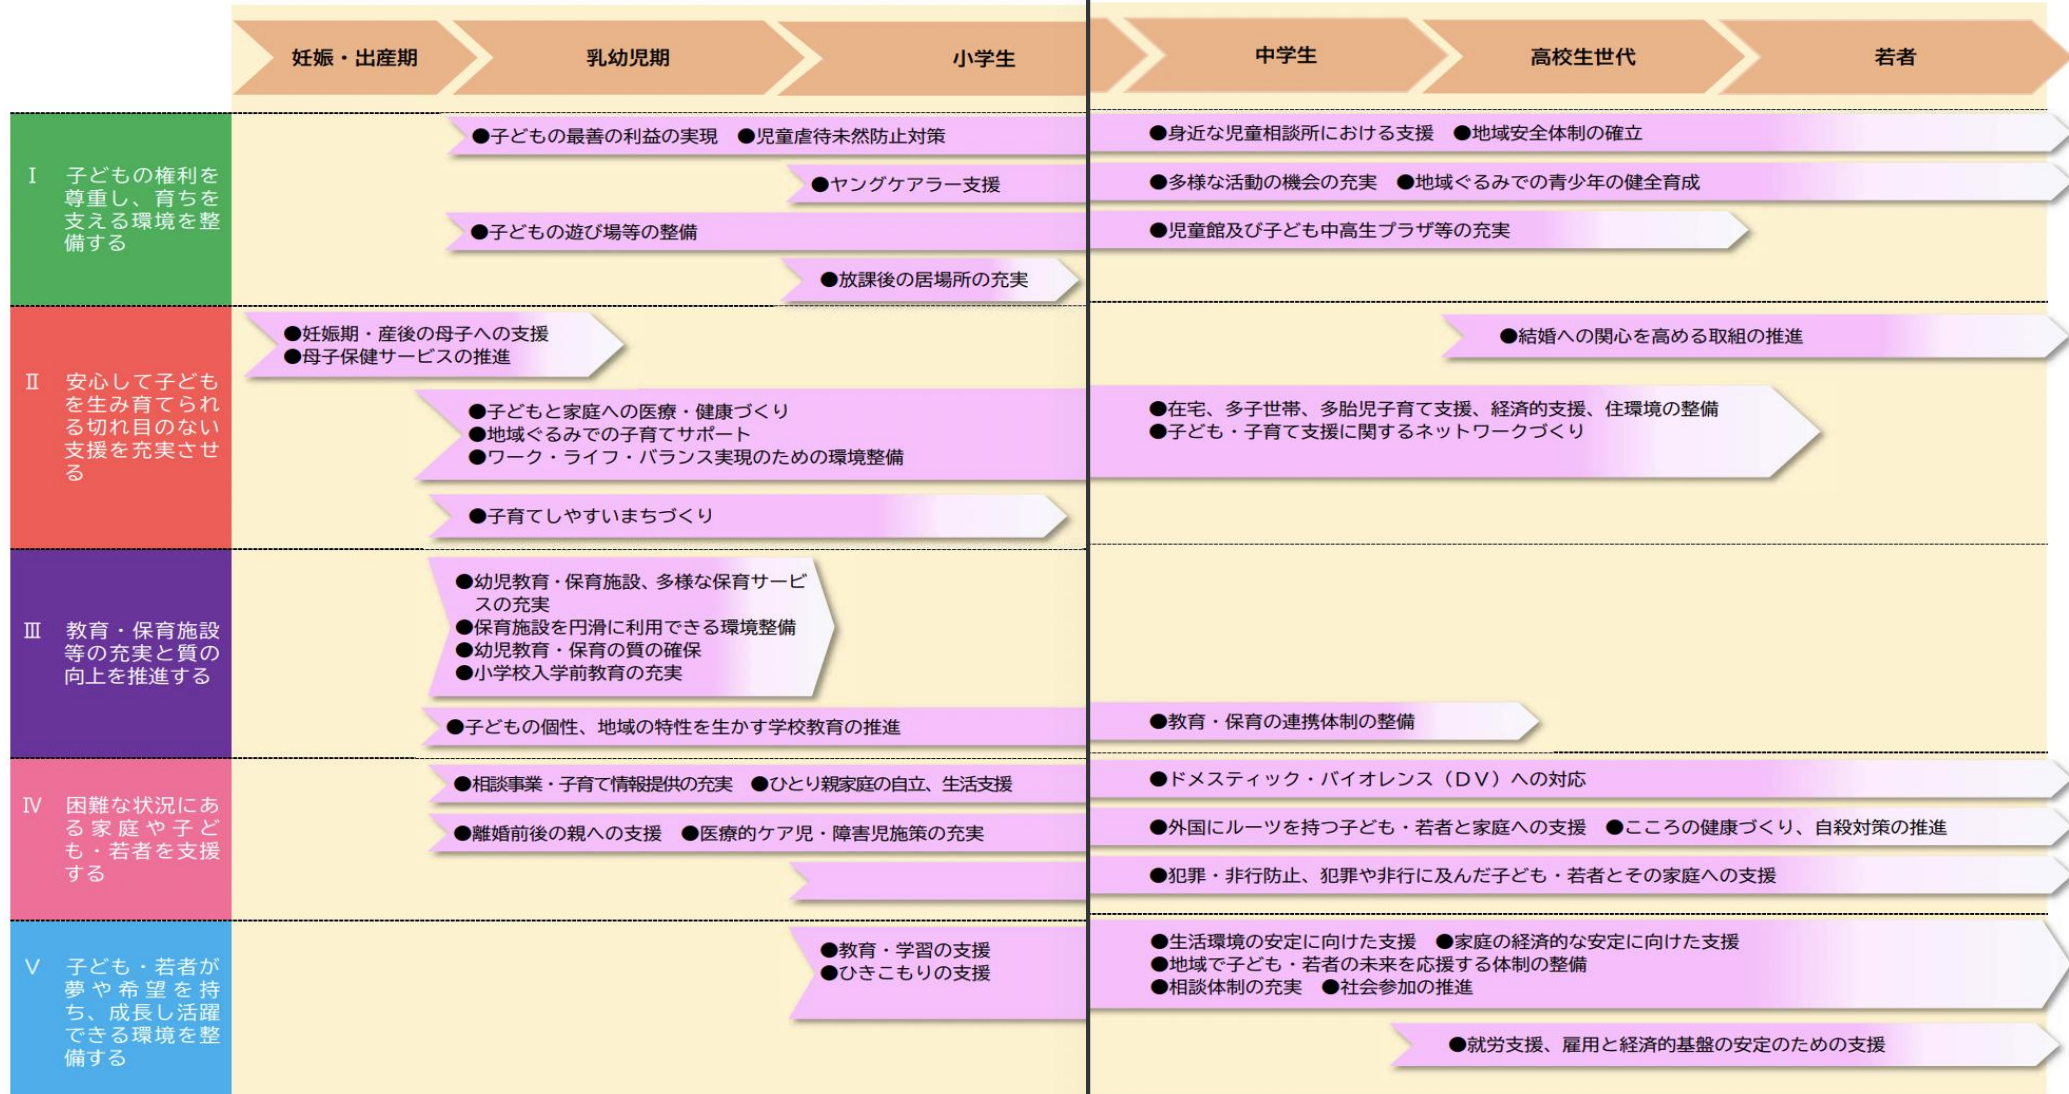 妊娠・出産期
乳幼児期
小学生
中学生
高校生世代
若者
Ⅰ 子どもの権利を
尊重し、育ちを
支える環境を整
備する
●子どもの最善の利益の実現 ●児童虐待未然防止対策
●身近な児童相談所における支援 ●地域安全体制の確立
●ヤングケアラー支援
●多様な活動の機会の充実 ●地域ぐるみでの青少年の健全育成
●子どもの遊び場等の整備
●児童館及び子ども中高生プラザ等の充実
●放課後の居場所の充実
Ⅱ 安心して子ども
を生み育てられ
る切れ目のない
支援を充実させ
る
●妊娠期・産後の母子への支援
●母子保健サービスの推進
●結婚への関心を高める取組の推進
●子どもと家庭への医療・健康づくり
●地域ぐるみでの子育てサポート
●ワーク・ライフ・バランス実現のための環境整備
●在宅、多子世帯、多胎児子育て支援、経済的支援、住環境の整備
●子ども・子育て支援に関するネットワークづくり
●子育てしやすいまちづくり
Ⅲ 教育・保育施設
等の充実と質の
向上を推進する
●幼児教育・保育施設、多様な保育サービ
スの充実
●保育施設を円滑に利用できる環境整備
●幼児教育・保育の質の確保
●小学校入学前教育の充実
●子どもの個性、地域の特性を生かす学校教育の推進
●教育・保育の連携体制の整備
Ⅳ 困難な状況にあ
る家庭や子ど
も・若者を支援
する
●相談事業・子育て情報提供の充実 ●ひとり親家庭の自立、生活支援
●ドメスティック・バイオレンス（ＤＶ）への対応
●離婚前後の親への支援 ●医療的ケア児・障害児施策の充実
●外国にルーツを持つ子ども・若者と家庭への支援 ●こころの健康づくり、自殺対策の推進
●犯罪・非行防止、犯罪や非行に及んだ子ども・若者とその家庭への支援
Ⅴ 子ども・若者が
夢や希望を持
ち、成長し活躍
できる環境を整
備する
●教育・学習の支援
●ひきこもりの支援
●生活環境の安定に向けた支援 ●家庭の経済的な安定に向けた支援
●地域で子ども・若者の未来を応援する体制の整備
●相談体制の充実 ●社会参加の推進
●就労支援、雇用と経済的基盤の安定のための支援